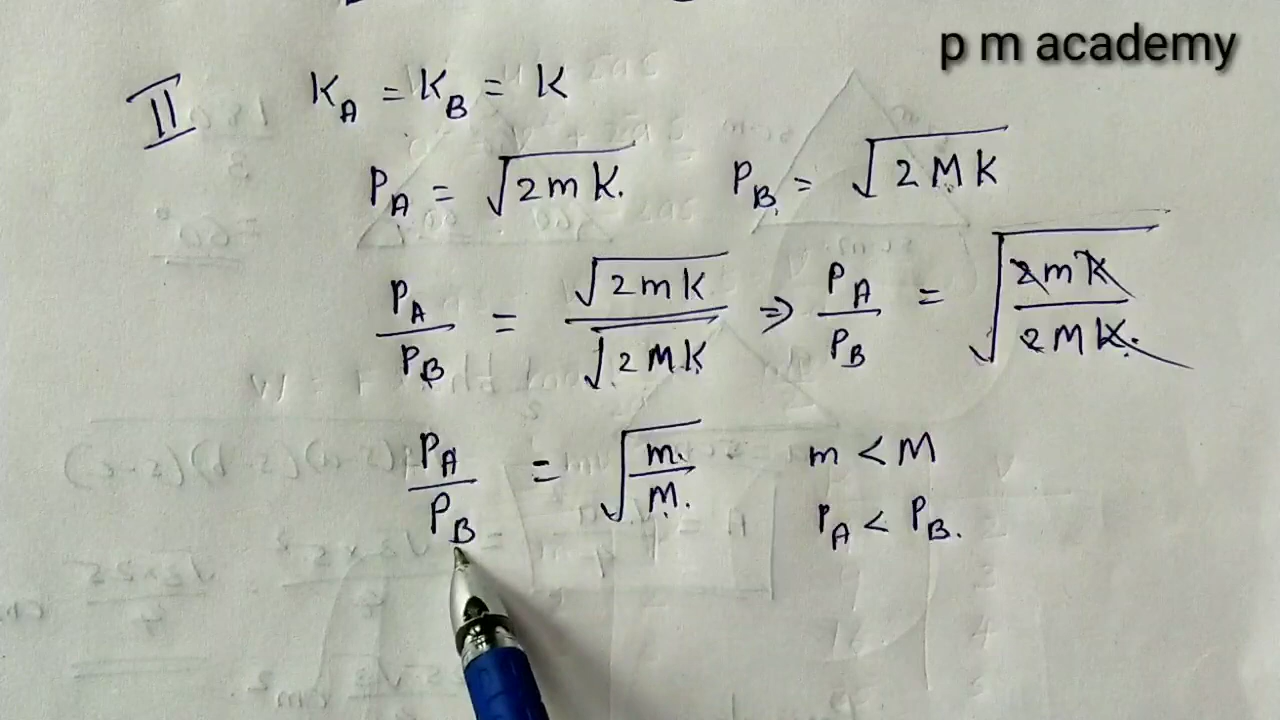 p m academy
II K_A = K_B = K
P_A = √2mK. P_B = √2MK
P_A/P_B = √2mK/√2MK ⇒ P_A/P_B = √(2mK/2MK.)
P_A/P_B = √(m./M.) m < M
P_A < P_B.